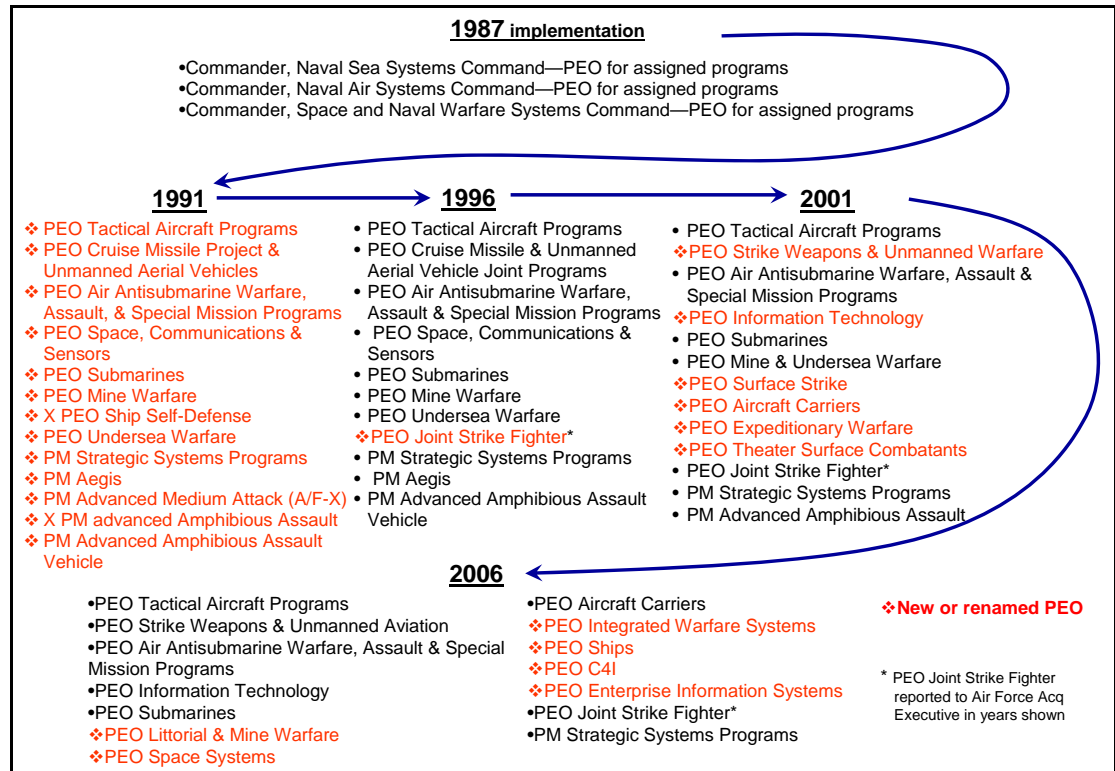 1987 implementation
•Commander, Naval Sea Systems Command—PEO for assigned programs
•Commander, Naval Air Systems Command—PEO for assigned programs
•Commander, Space and Naval Warfare Systems Command—PEO for assigned programs
1991
❖ PEO Tactical Aircraft Programs
❖ PEO Cruise Missile Project &
Unmanned Aerial Vehicles
❖ PEO Air Antisubmarine Warfare,
Assault, & Special Mission Programs
❖ PEO Space, Communications &
Sensors
❖ PEO Submarines
❖ PEO Mine Warfare
❖ X PEO Ship Self-Defense
❖ PEO Undersea Warfare
❖ PM Strategic Systems Programs
❖ PM Aegis
❖ PM Advanced Medium Attack (A/F-X)
❖ X PM advanced Amphibious Assault
❖ PM Advanced Amphibious Assault
Vehicle
1996
• PEO Tactical Aircraft Programs
• PEO Cruise Missile & Unmanned
Aerial Vehicle Joint Programs
• PEO Air Antisubmarine Warfare,
Assault & Special Mission Programs
• PEO Space, Communications &
Sensors
• PEO Submarines
• PEO Mine Warfare
• PEO Undersea Warfare
❖PEO Joint Strike Fighter*
• PM Strategic Systems Programs
• PM Aegis
• PM Advanced Amphibious Assault
Vehicle
2001
• PEO Tactical Aircraft Programs
❖PEO Strike Weapons & Unmanned Warfare
• PEO Air Antisubmarine Warfare, Assault &
Special Mission Programs
❖PEO Information Technology
• PEO Submarines
• PEO Mine & Undersea Warfare
❖PEO Surface Strike
❖PEO Aircraft Carriers
❖PEO Expeditionary Warfare
❖PEO Theater Surface Combatants
• PEO Joint Strike Fighter*
• PM Strategic Systems Programs
• PM Advanced Amphibious Assault
2006
•PEO Tactical Aircraft Programs
•PEO Strike Weapons & Unmanned Aviation
•PEO Air Antisubmarine Warfare, Assault & Special
Mission Programs
•PEO Information Technology
•PEO Submarines
❖PEO Littorial & Mine Warfare
❖PEO Space Systems
•PEO Aircraft Carriers
❖PEO Integrated Warfare Systems
❖PEO Ships
❖PEO C4I
❖PEO Enterprise Information Systems
•PEO Joint Strike Fighter*
•PM Strategic Systems Programs
❖New or renamed PEO
* PEO Joint Strike Fighter
reported to Air Force Acq
Executive in years shown